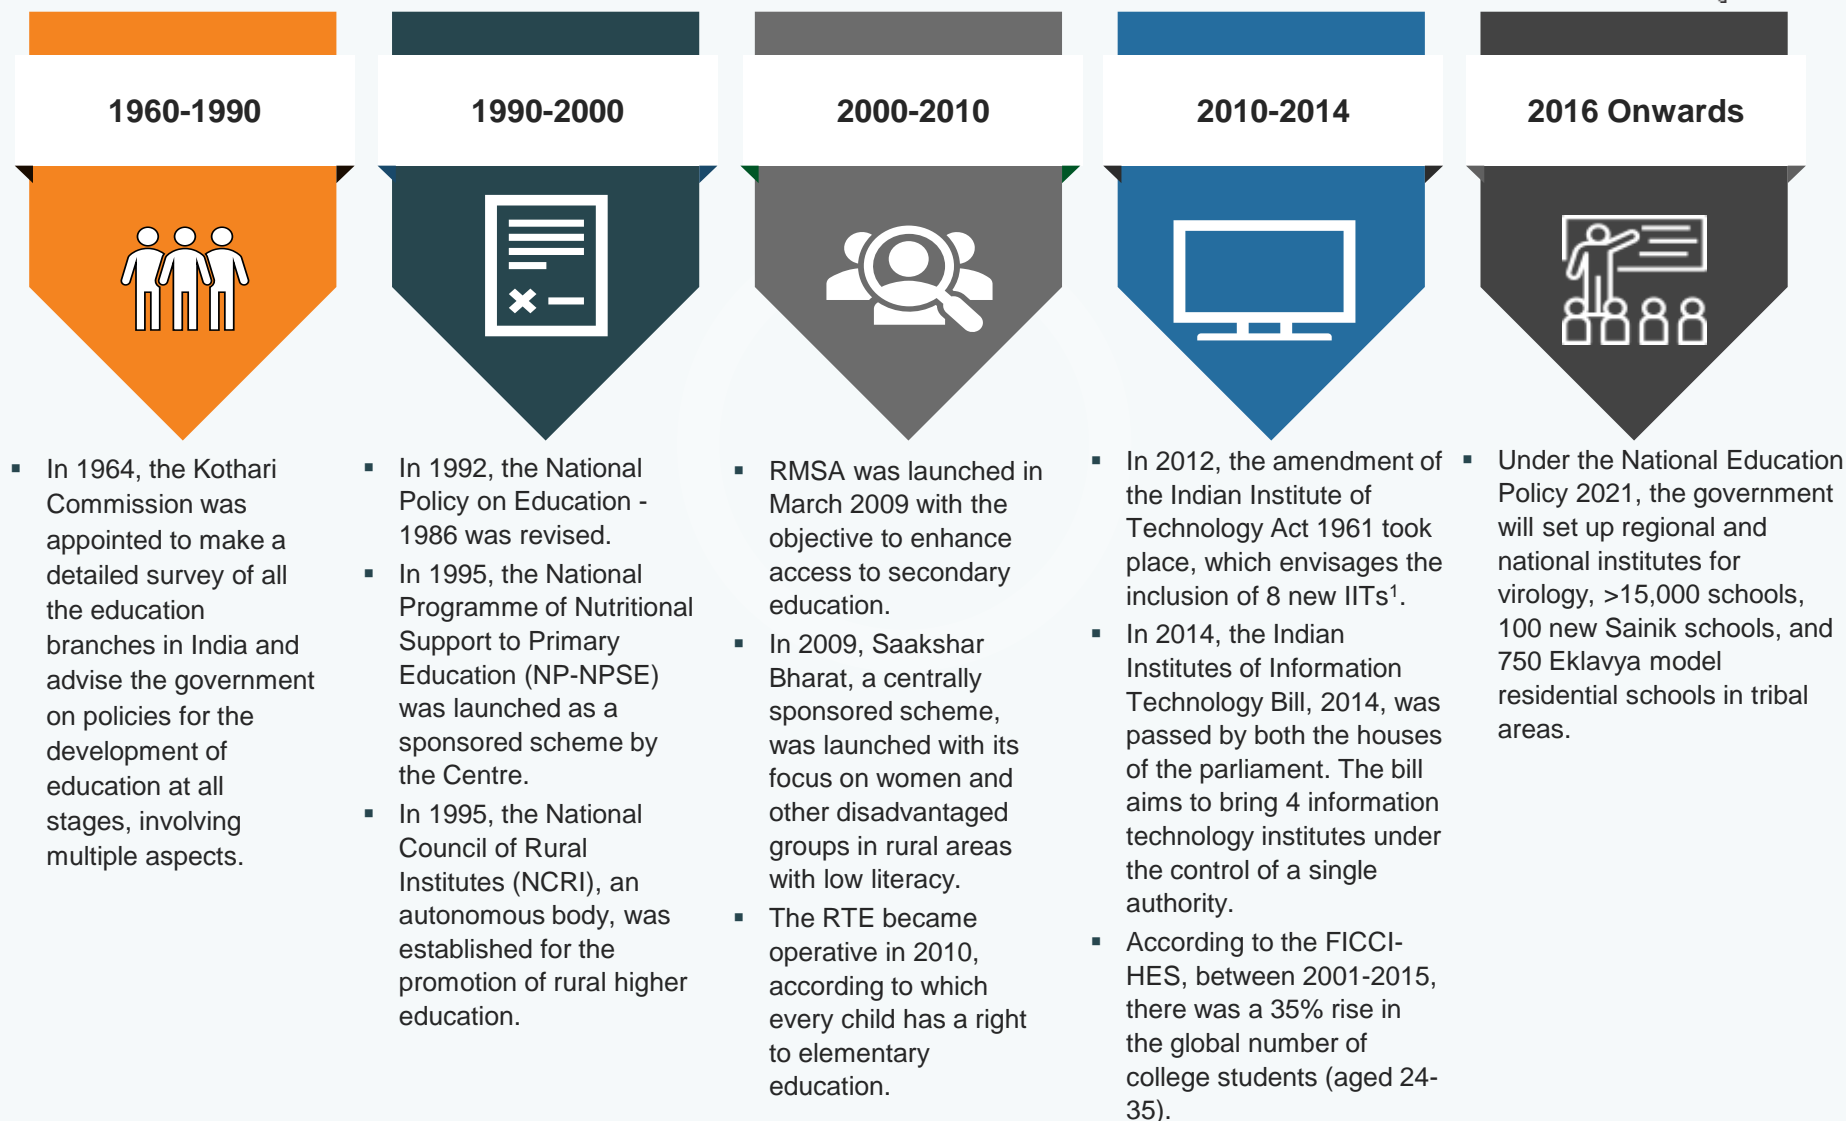 1960-1990
▪ In 1964, the Kothari
Commission was
appointed to make a
detailed survey of all
the education
branches in India and
advise the government
on policies for the
development of
education at all
stages, involving
multiple aspects.
1990-2000
▪ In 1992, the National
Policy on Education -
1986 was revised.
▪ In 1995, the National
Programme of Nutritional
Support to Primary
Education (NP-NPSE)
was launched as a
sponsored scheme by
the Centre.
▪ In 1995, the National
Council of Rural
Institutes (NCRI), an
autonomous body, was
established for the
promotion of rural higher
education.
2000-2010
▪ RMSA was launched in
March 2009 with the
objective to enhance
access to secondary
education.
▪ In 2009, Saakshar
Bharat, a centrally
sponsored scheme,
was launched with its
focus on women and
other disadvantaged
groups in rural areas
with low literacy.
▪ The RTE became
operative in 2010,
according to which
every child has a right
to elementary
education.
2010-2014
▪ In 2012, the amendment of
the Indian Institute of
Technology Act 1961 took
place, which envisages the
inclusion of 8 new IITs¹.
▪ In 2014, the Indian
Institutes of Information
Technology Bill, 2014, was
passed by both the houses
of the parliament. The bill
aims to bring 4 information
technology institutes under
the control of a single
authority.
▪ According to the FICCI-
HES, between 2001-2015,
there was a 35% rise in
the global number of
college students (aged 24-
35).
2016 Onwards
▪ Under the National Education
Policy 2021, the government
will set up regional and
national institutes for
virology, >15,000 schools,
100 new Sainik schools, and
750 Eklavya model
residential schools in tribal
areas.